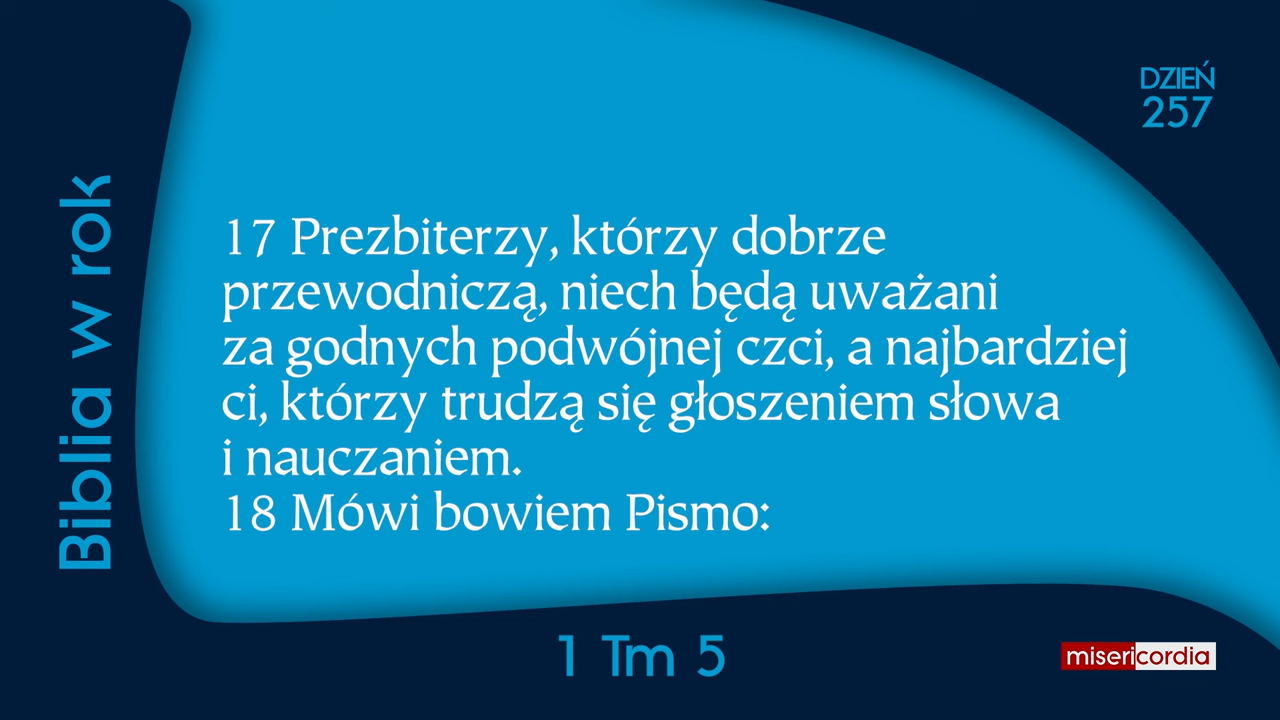 DZIEŃ
257
Biblia w rok
17 Prezbiterzy, którzy dobrze
przewodniczą, niech będą uważani
za godnych podwójnej czci, a najbardziej
ci, którzy trudzą się głoszeniem słowa
i nauczaniem.
18 Mówi bowiem Pismo:
1 Tm 5
misericordia